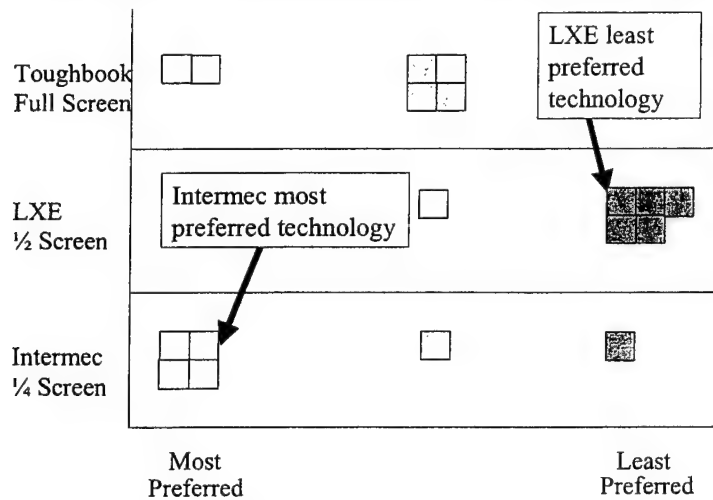 Toughbook
Full Screen
LXE least
preferred
technology
LXE
½ Screen
Intermec most
preferred technology
Intermec
¼ Screen
Most
Preferred
Least
Preferred